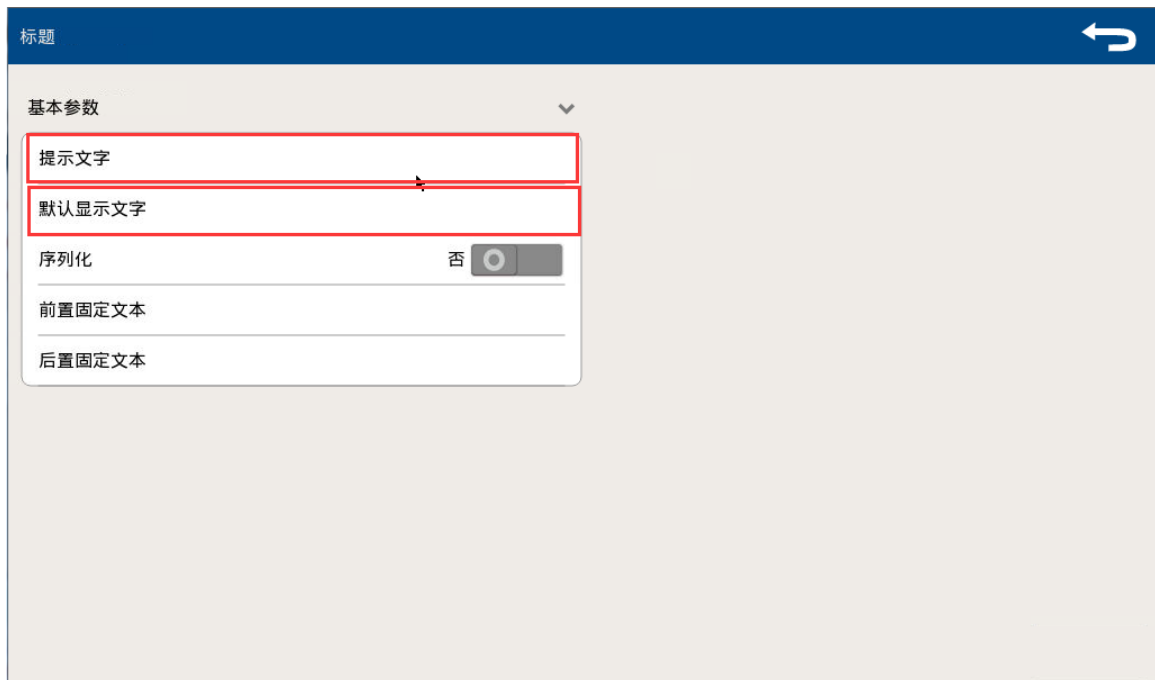 标题
基本参数
提示文字
默认显示文字
序列化 否
前置固定文本
后置固定文本